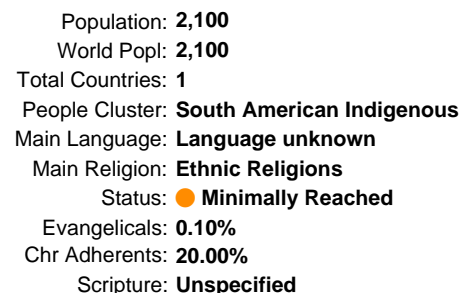 Population: 2,100
World Popl: 2,100
Total Countries: 1
People Cluster: South American Indigenous
Main Language: Language unknown
Main Religion: Ethnic Religions
Status: Minimally Reached
Evangelicals: 0.10%
Chr Adherents: 20.00%
Scripture: Unspecified